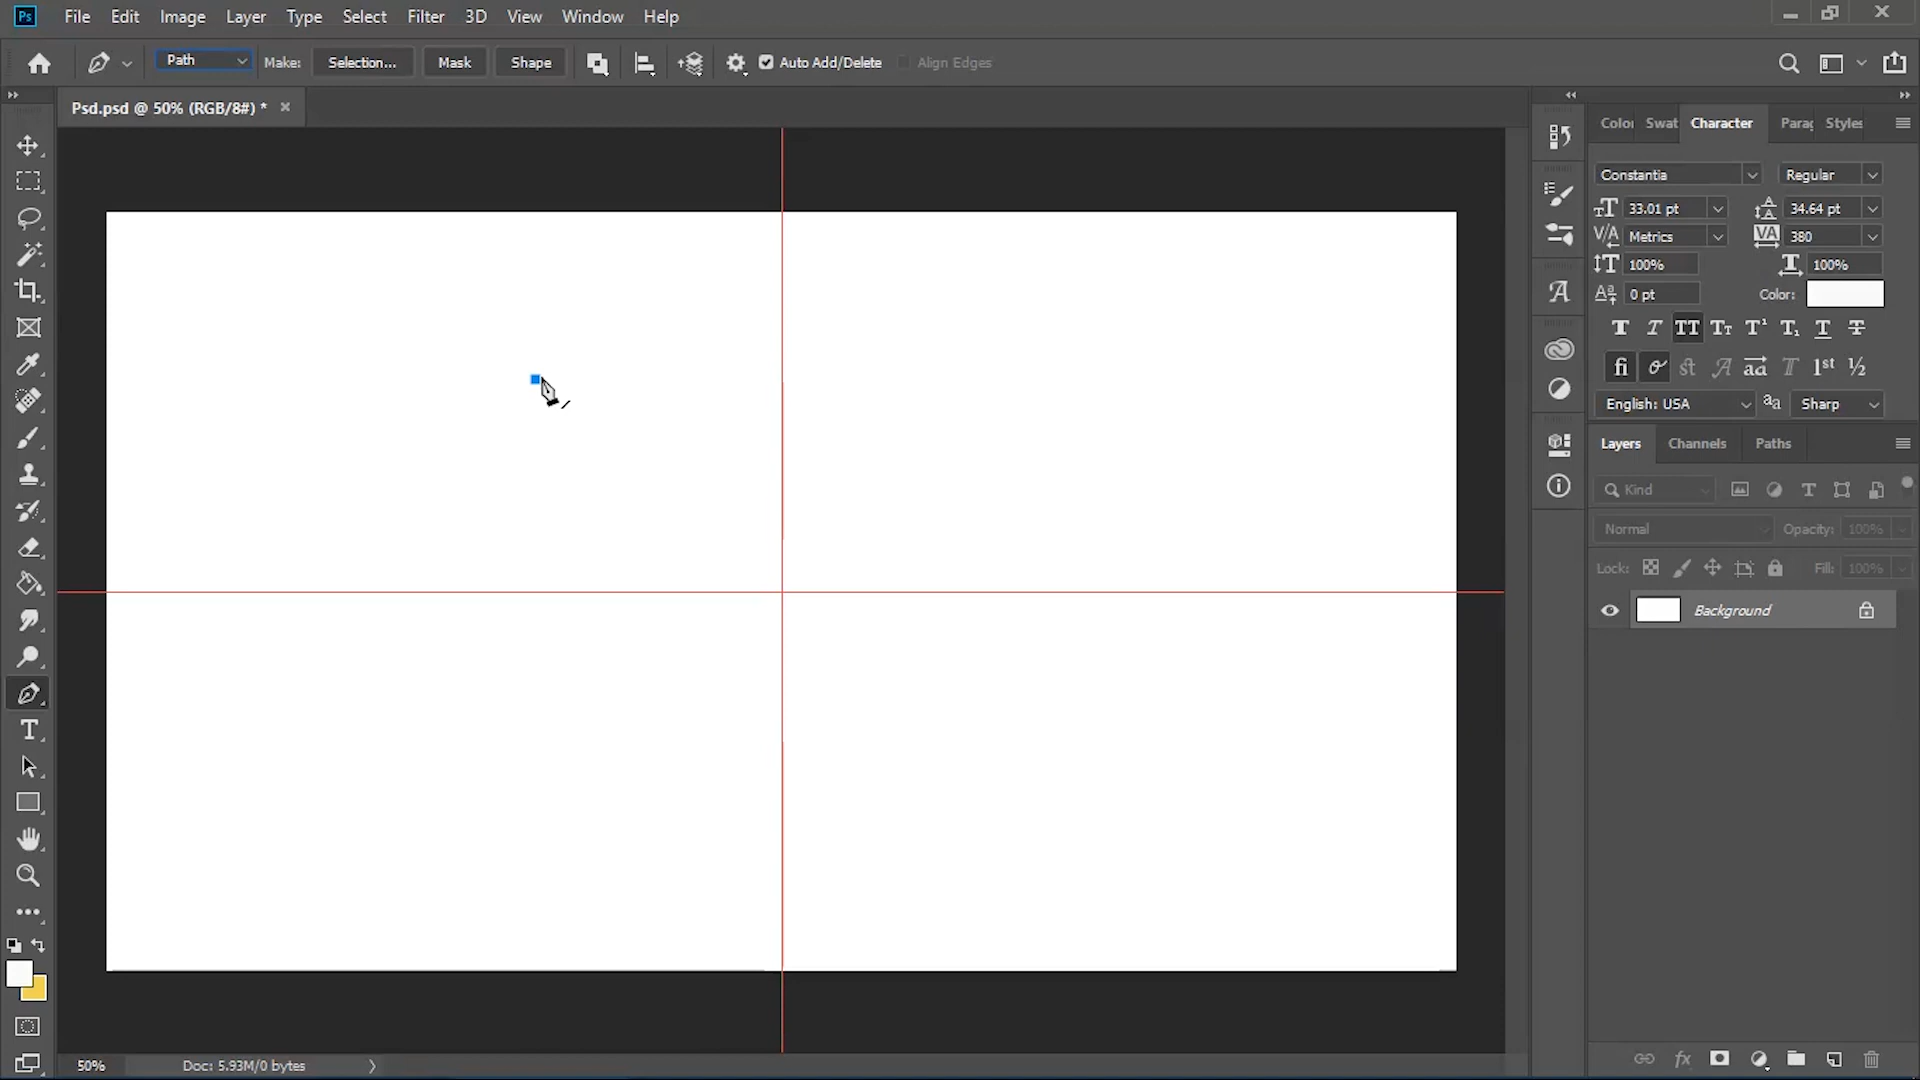 Ps File Edit Image Layer Type Select Filter 3D View Window Help
Path Make: Selection... Mask Shape Auto Add/Delete Align Edges
Psd.psd @ 50% (RGB/8#) *
Color Swat Character Parag Styles
Constantia Regular
33.01 pt 34.64 pt
Metrics 380
100% 100%
0 pt Color:
English: USA aa Sharp
Layers Channels Paths
Kind
Normal Opacity: 100%
Lock: Fill: 100%
Background
50% Doc: 5.93M/0 bytes